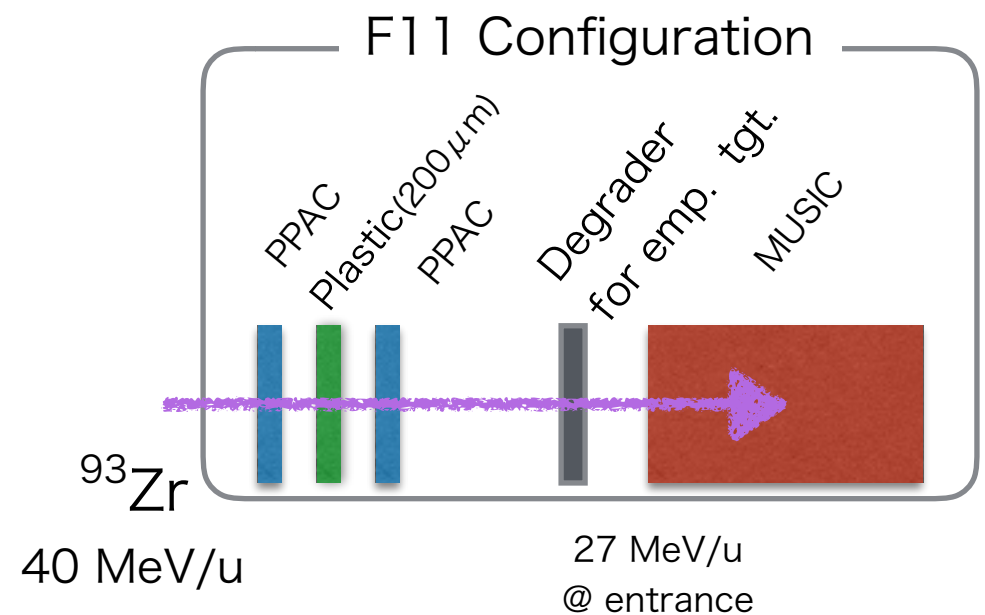 F11 Configuration
PPAC
Plastic(200μm)
PPAC
Degrader
for emp. tgt.
MUSIC
⁹³Zr
40 MeV/u
27 MeV/u
@ entrance